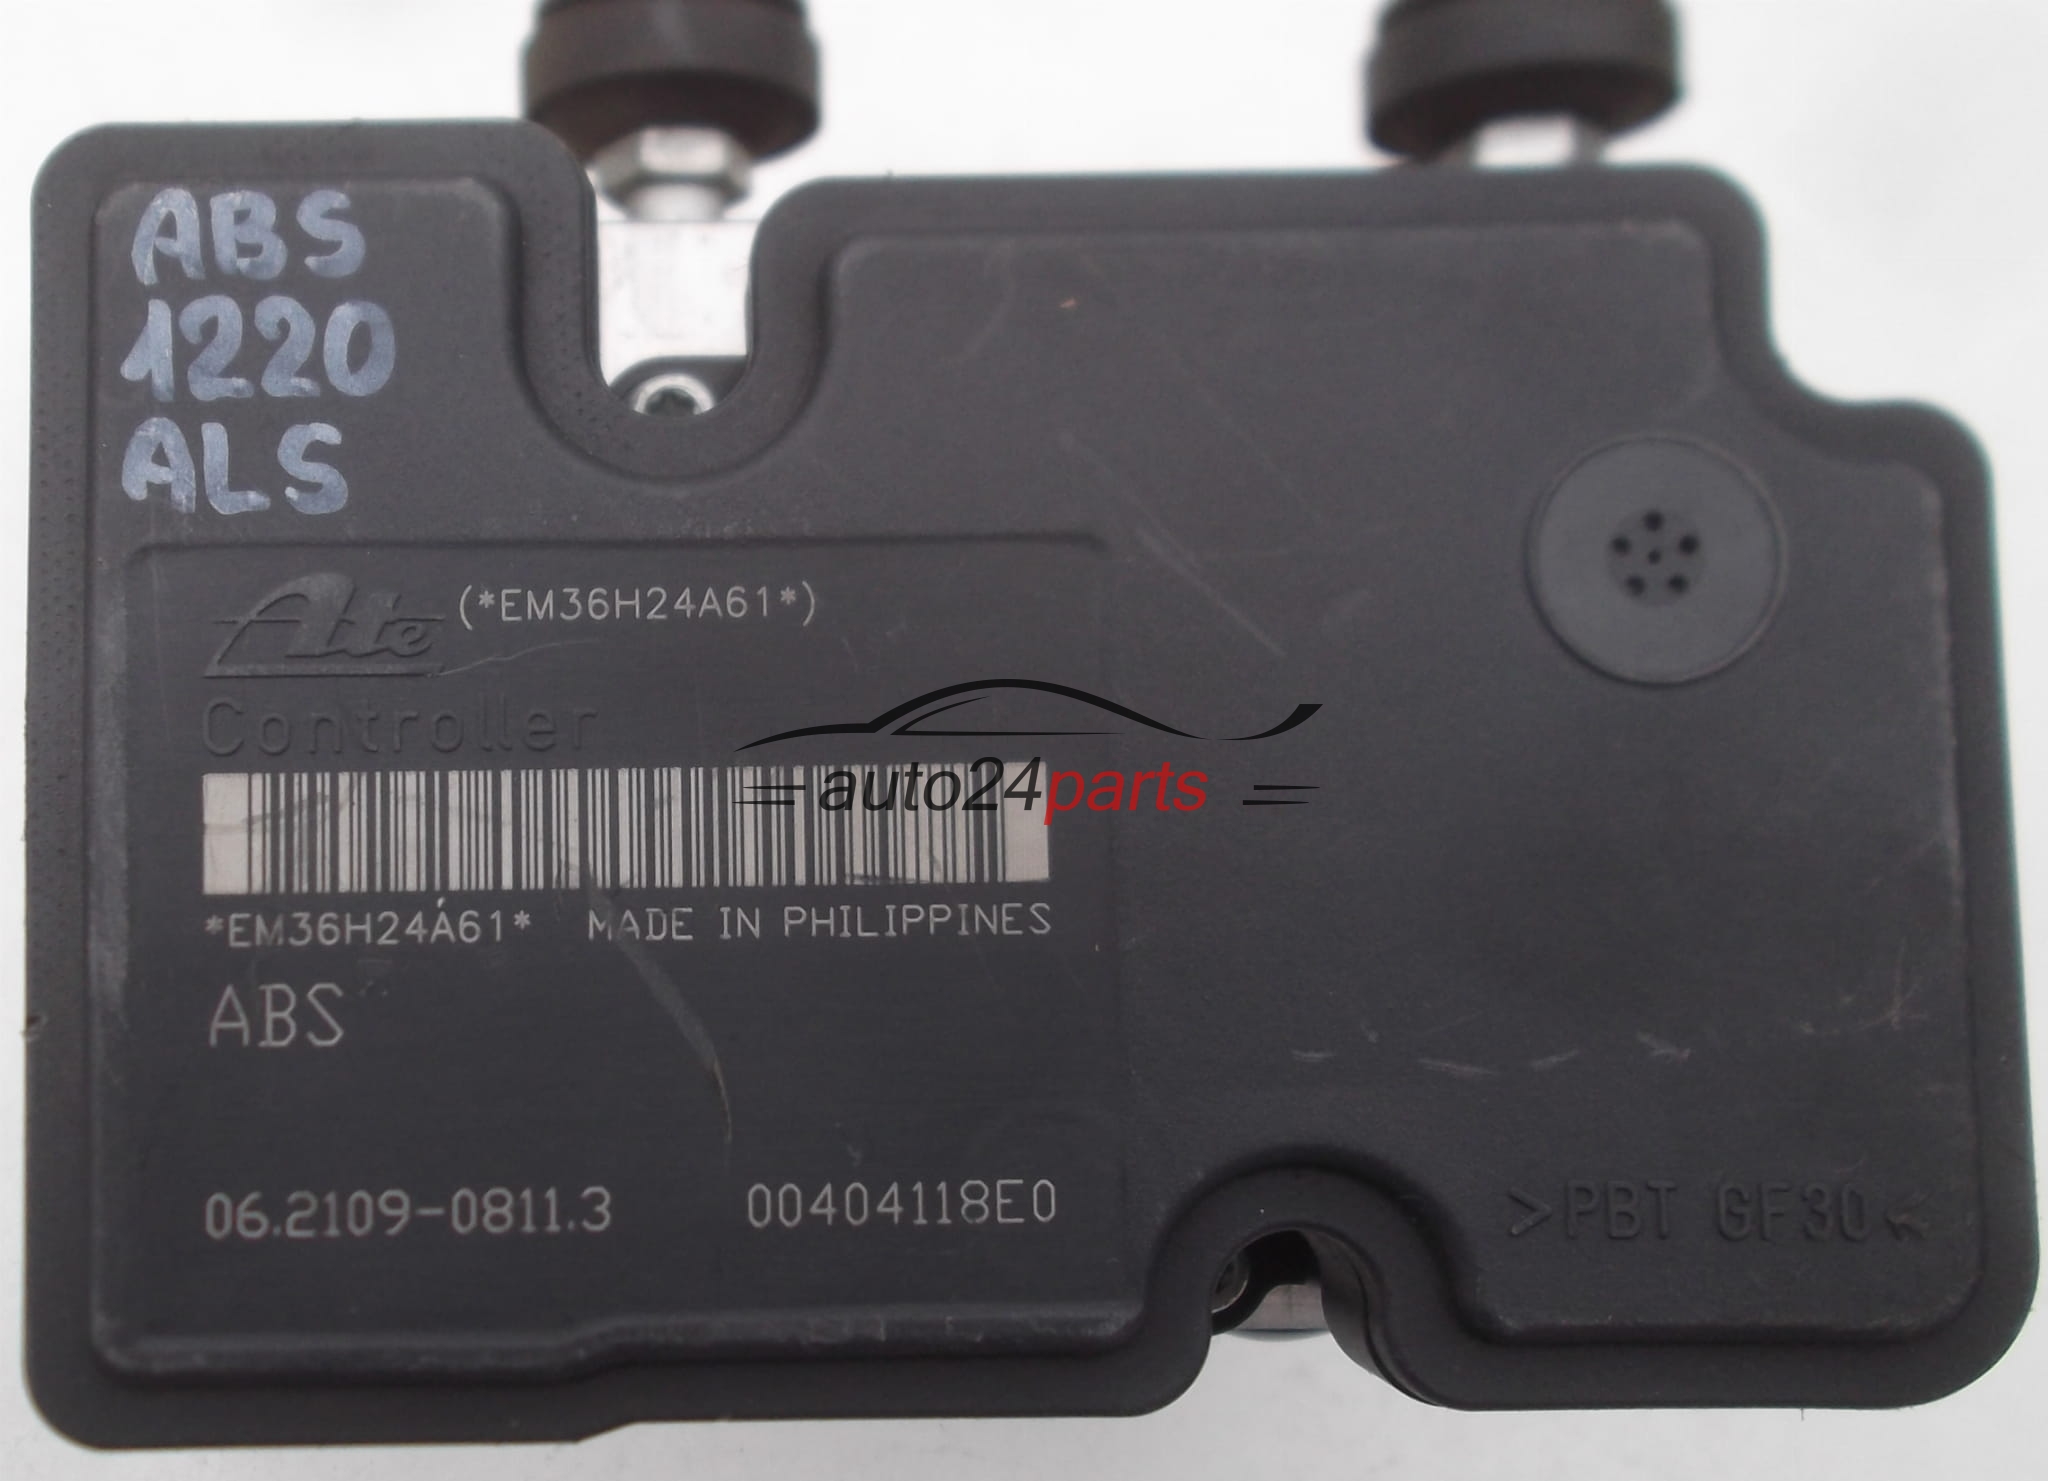 ABS
1220
ALS
Ate (*EM36H24A61*)
Controller
auto24parts
*EM36H24A61* MADE IN PHILIPPINES
ABS
06.2109-0811.3 00404118E0
>PBT GF30<